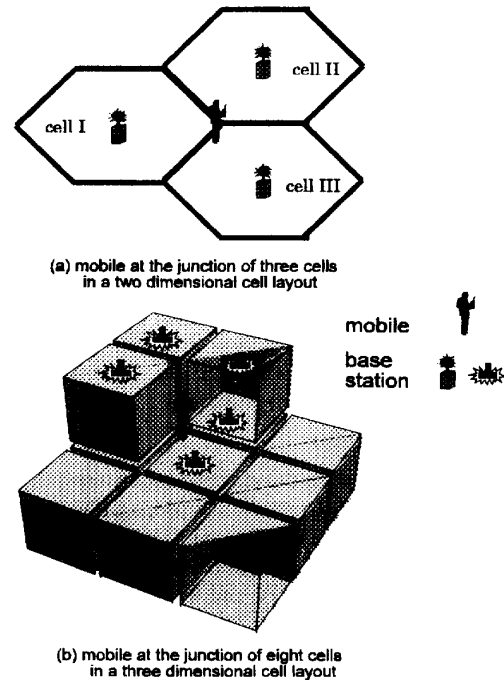 cell II
cell I
cell III
(a) mobile at the junction of three cells
in a two dimensional cell layout
mobile
base
station
(b) mobile at the junction of eight cells
in a three dimensional cell layout